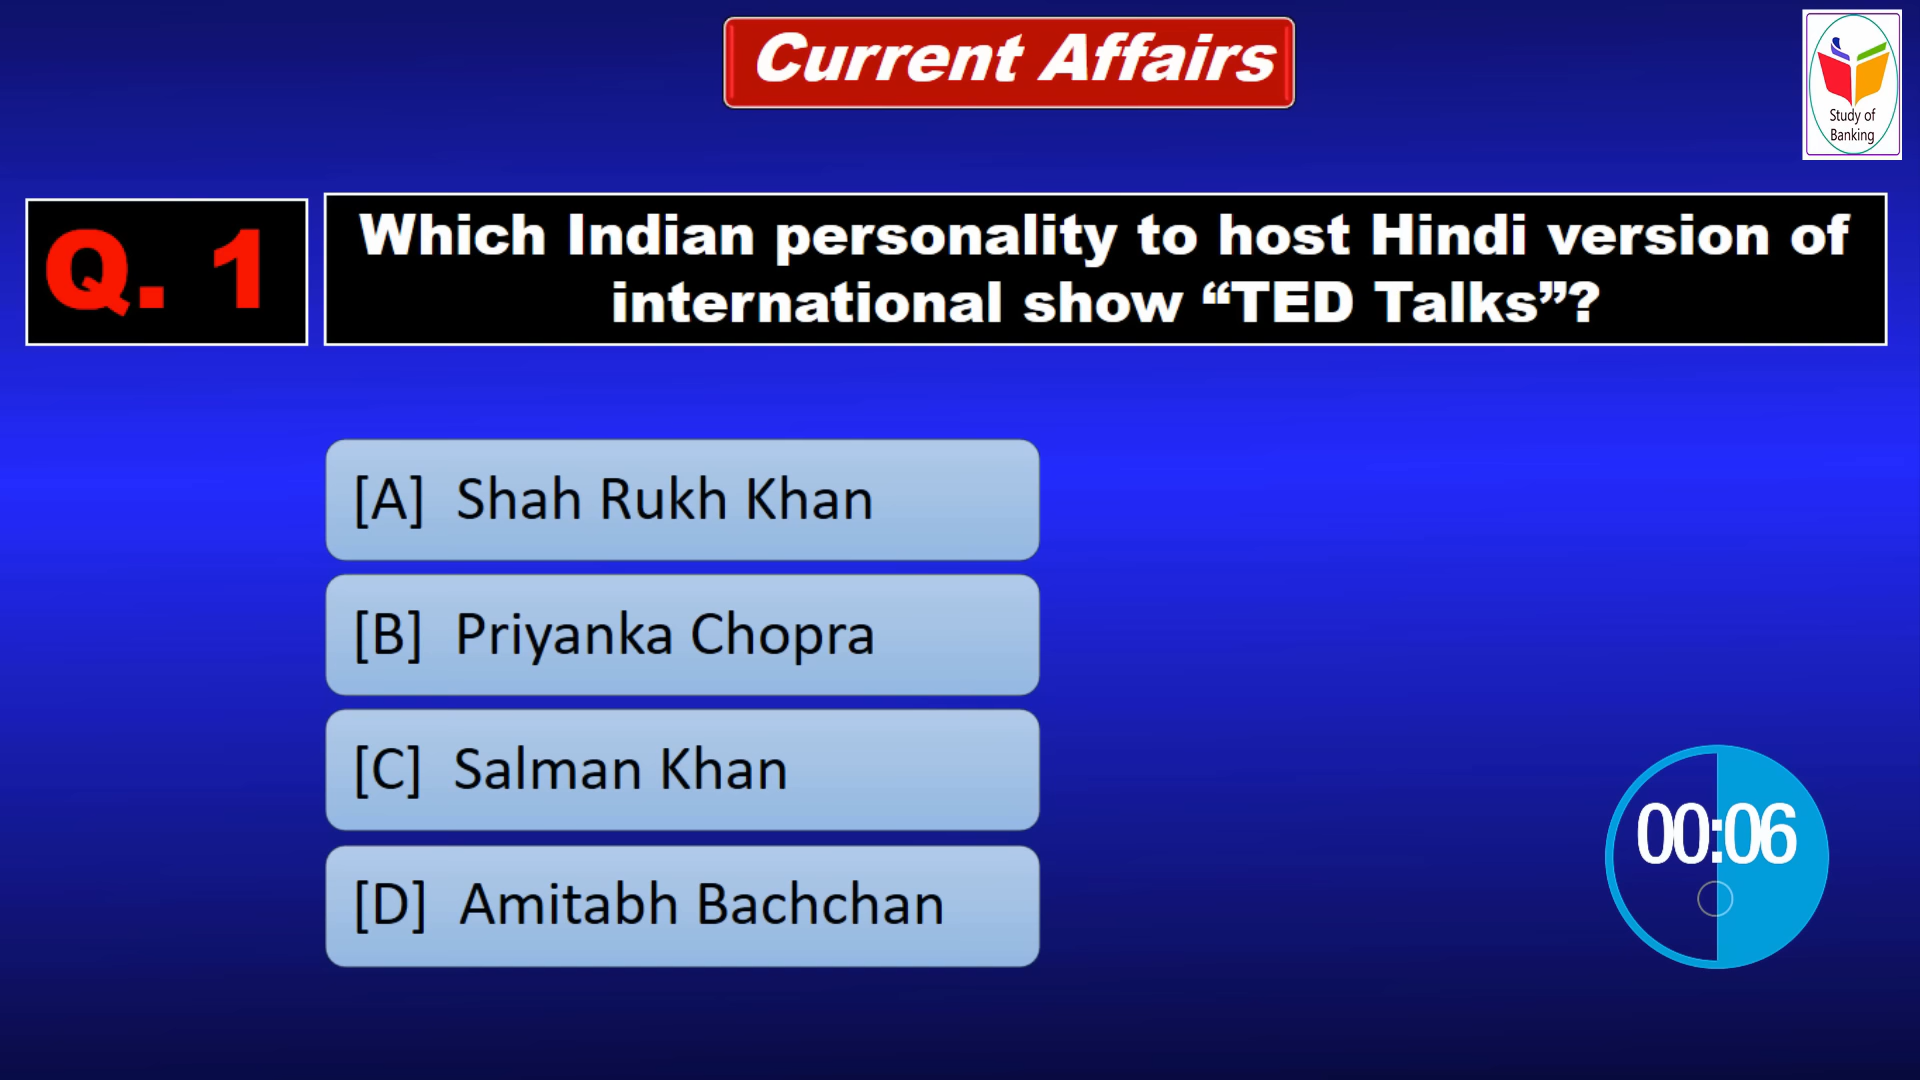 Current Affairs
Study of
Banking
Q. 1
Which Indian personality to host Hindi version of
international show “TED Talks”?
[A] Shah Rukh Khan
[B] Priyanka Chopra
[C] Salman Khan
[D] Amitabh Bachchan
00:06